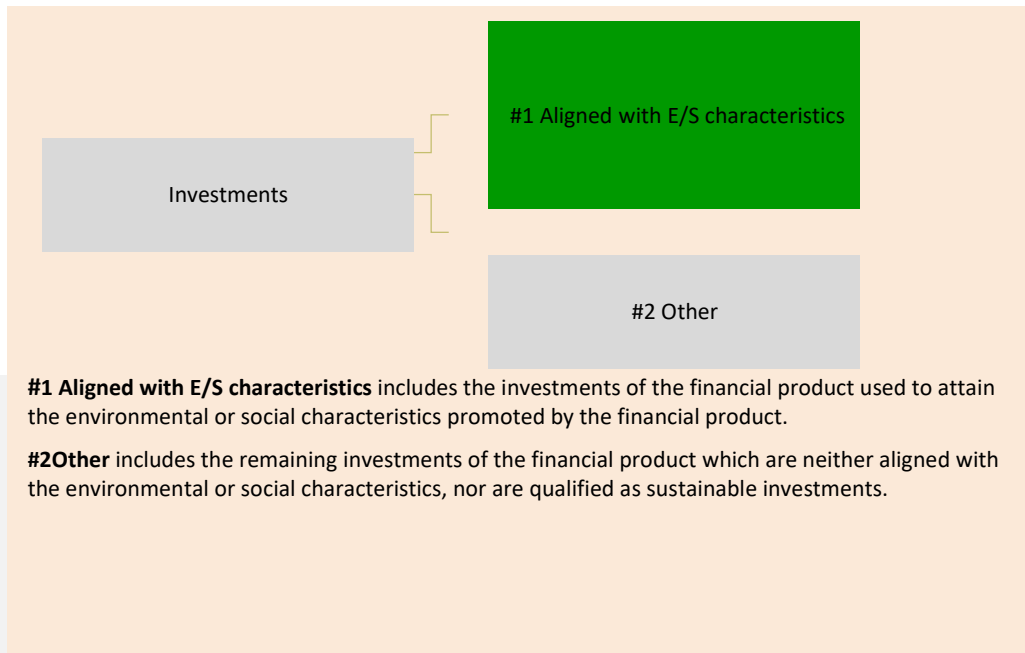 #1 Aligned with E/S characteristics
Investments
#2 Other
#1 Aligned with E/S characteristics includes the investments of the financial product used to attain
the environmental or social characteristics promoted by the financial product.
#2Other includes the remaining investments of the financial product which are neither aligned with
the environmental or social characteristics, nor are qualified as sustainable investments.